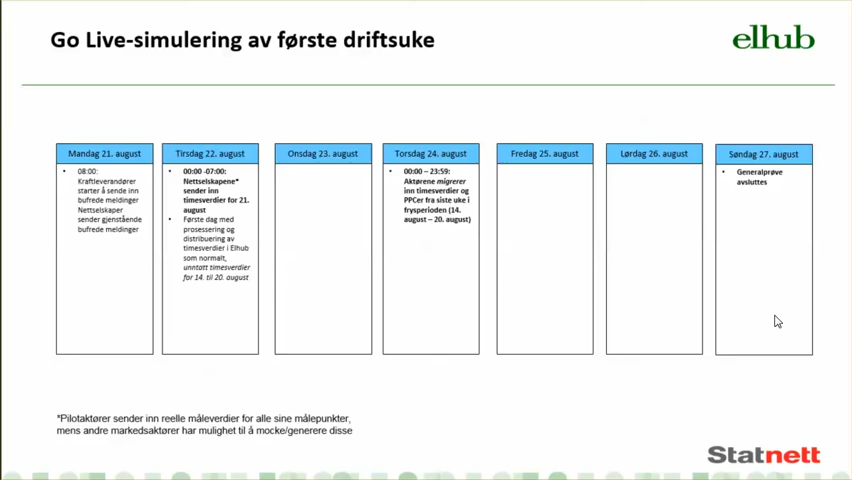 Go Live-simulering av første driftsuke
elhub
Mandag 21. august
• 08:00:
Kraftleverandører
starter å sende inn
bufrede meldinger
Nettselskaper
sender gjenstående
bufrede meldinger
Tirsdag 22. august
• 00:00 -07:00:
Nettselskapene*
sender inn
timesverdier for 21.
august
• Første dag med
prosessering og
distribuering av
timesverdier i Elhub
som normalt,
unntatt timesverdier
for 14. til 20. august
Onsdag 23. august
Torsdag 24. august
• 00:00 – 23:59:
Aktørene migrerer
inn timesverdier og
PPCer fra siste uke i
frysperioden (14.
august – 20. august)
Fredag 25. august
Lørdag 26. august
Søndag 27. august
• Generalprøve
avsluttes
*Pilotaktører sender inn reelle måleverdier for alle sine målepunkter,
mens andre markedsaktører har mulighet til å mocke/generere disse
Statnett